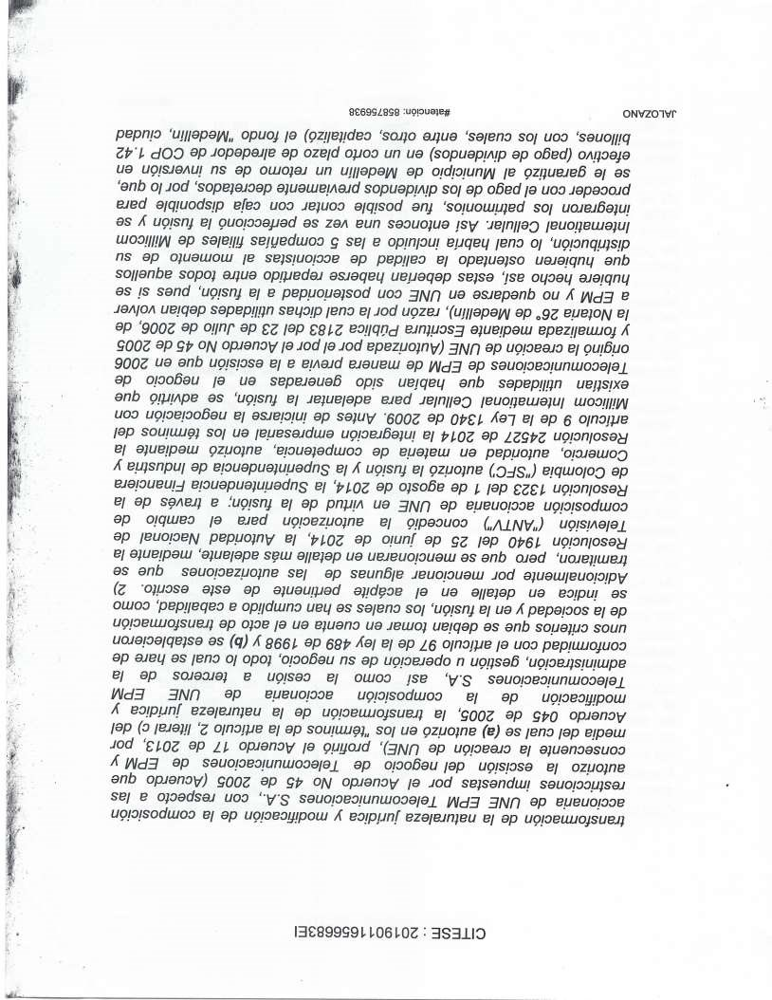 CITESE : 20190116566683EI
transformación de la naturaleza jurídica y modificación de la composición
accionaria de UNE EPM Telecomunicaciones S.A., con respecto a las
restricciones impuestas por el Acuerdo No 45 de 2005 (Acuerdo que
autorizo la escisión del negocio de Telecomunicaciones de EPM y
consecuente la creación de UNE), profirió el Acuerdo 17 de 2013, por
media del cual se (a) autorizó en los "términos de la articulo 2, literal c) del
Acuerdo 045 de 2005, la transformación de la naturaleza jurídica y
modificación de la composición accionaria de UNE EPM
Telecomunicaciones S.A, así como la cesión a terceros de la
administración, gestión u operación de su negocio, todo lo cual se hare de
conformidad con el artículo 97 de la ley 489 de 1998 y (b) se establecieron
unos criterios que se debían tomar en cuenta en el acto de transformación
de la sociedad y en la fusión, los cuales se han cumplido a cabalidad, como
se indica en detalle en el acápite pertinente de este escrito. 2)
Adicionalmente por mencionar algunas de las autorizaciones que se
tramitaron, pero que se mencionaran en detalle más adelante, mediante la
Resolución 1940 del 25 de junio de 2014, la Autoridad Nacional de
Televisión ("ANTV") concedió la autorización para el cambio de
composición accionaria de UNE en virtud de la fusión; a través de la
Resolución 1323 del 1 de agosto de 2014, la Superintendencia Financiera
de Colombia ("SFC') autorizó la fusión y la Superintendencia de Industria y
Comercio, autoridad en materia de competencia, autorizó mediante la
Resolución 24527 de 2014 la integración empresarial en los términos del
artículo 9 de la Ley 1340 de 2009. Antes de iniciarse la negociación con
Millicom International Cellular para adelantar la fusión, se advirtió que
existían utilidades que habían sido generadas en el negocio de
Telecomunicaciones de EPM de manera previa a la escisión que en 2006
originó la creación de UNE (Autorizada por el por el Acuerdo No 45 de 2005
y formalizada mediante Escritura Pública 2183 del 23 de Julio de 2006, de
la Notaría 26° de Medellín), razón por la cual dichas utilidades debían volver
a EPM y no quedarse en UNE con posterioridad a la fusión, pues si se
hubiere hecho así, estas deberían haberse repartido entre todos aquellos
que hubieren ostentado la calidad de accionistas al momento de su
distribución, lo cual habría incluido a las 5 compañías filiales de Millicom
International Cellular. Así entonces una vez se perfeccionó la fusión y se
integraron los patrimonios, fue posible contar con caja disponible para
proceder con el pago de los dividendos previamente decretados, por lo que,
se le garantizó al Municipio de Medellín un retorno de su inversión en
efectivo (pago de dividendos) en un corto plazo de alrededor de COP 1.42
billones, con los cuales, entre otros, capitalizó) el fondo "Medellín, ciudad
JALOZANO #atención: 858756938